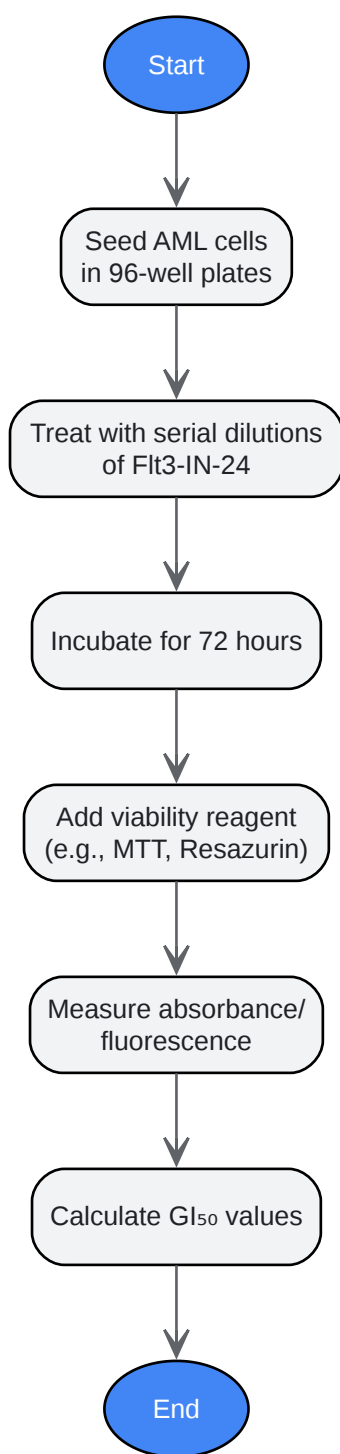 Start
Seed AML cells
in 96-well plates
Treat with serial dilutions
of Flt3-IN-24
Incubate for 72 hours
Add viability reagent
(e.g., MTT, Resazurin)
Measure absorbance/
fluorescence
Calculate GI₅₀ values
End